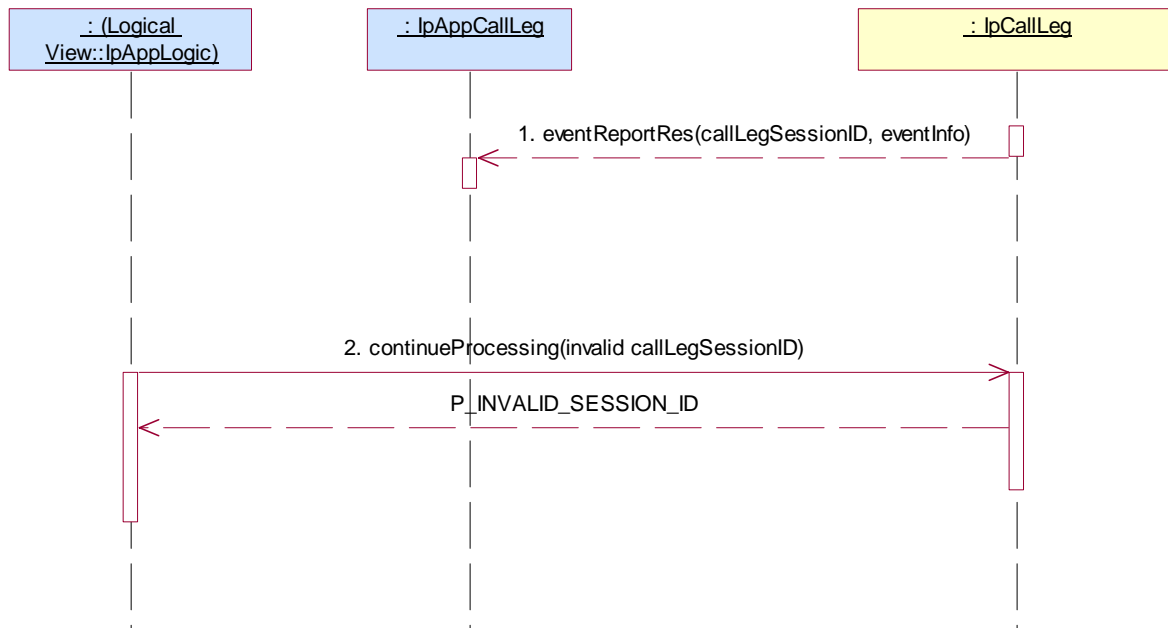 : (Logical
View::IpAppLogic)
: IpAppCallLeg
: IpCallLeg
1. eventReportRes(callLegSessionID, eventInfo)
2. continueProcessing(invalid callLegSessionID)
P_INVALID_SESSION_ID